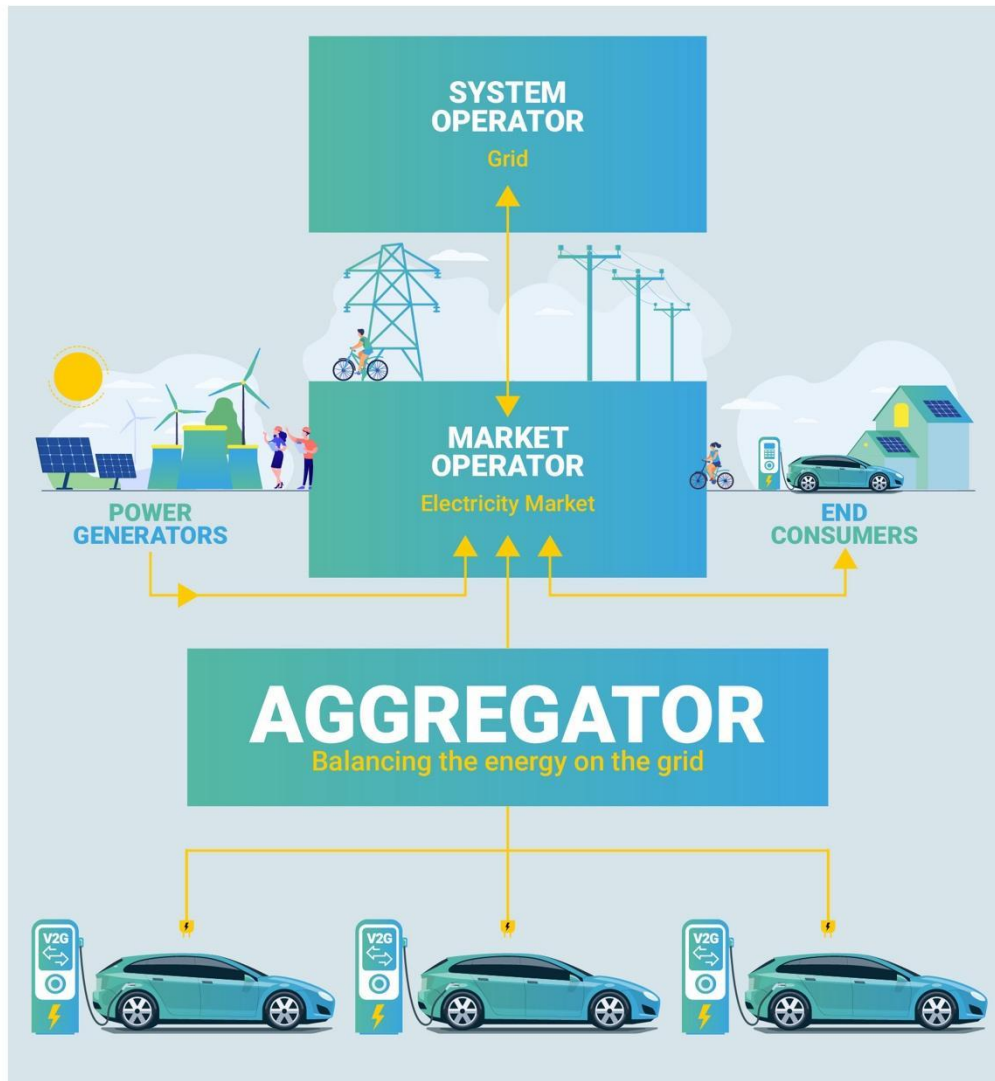 SYSTEM
OPERATOR
Grid
MARKET
OPERATOR
Electricity Market
POWER
GENERATORS
END
CONSUMERS
AGGREGATOR
Balancing the energy on the grid
V2G
V2G
V2G